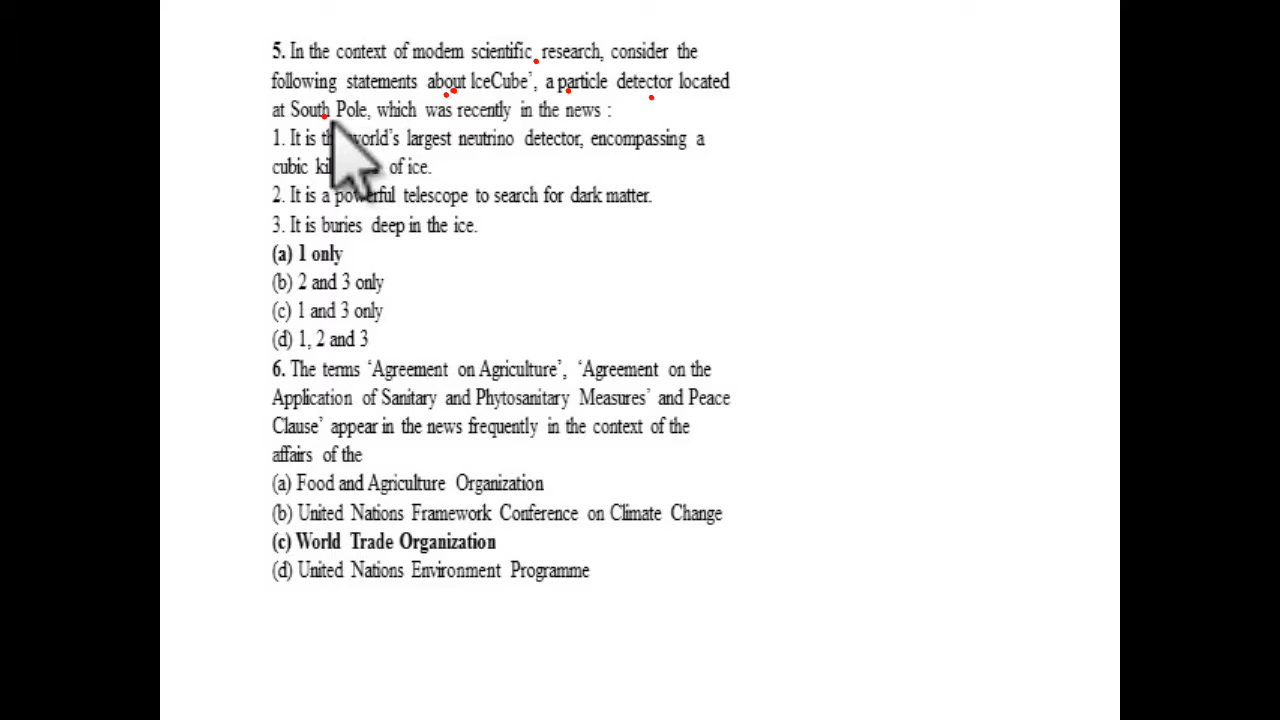 5. In the context of modem scientific research, consider the
following statements about IceCube’, a particle detector located
at South Pole, which was recently in the news :
1. It is world’s largest neutrino detector, encompassing a
cubic of ice.
2. It is a powerful telescope to search for dark matter.
3. It is buries deep in the ice.
(a) 1 only
(b) 2 and 3 only
(c) 1 and 3 only
(d) 1, 2 and 3
6. The terms ‘Agreement on Agriculture’, ‘Agreement on the
Application of Sanitary and Phytosanitary Measures’ and Peace
Clause’ appear in the news frequently in the context of the
affairs of the
(a) Food and Agriculture Organization
(b) United Nations Framework Conference on Climate Change
(c) World Trade Organization
(d) United Nations Environment Programme